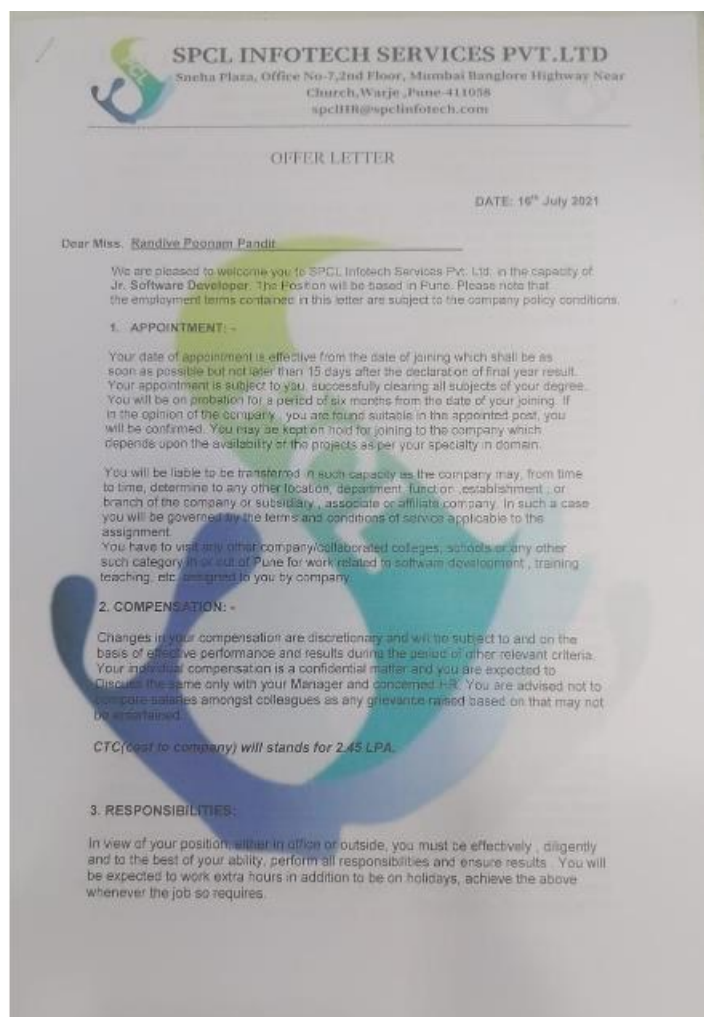 SPCL
SPCL INFOTECH SERVICES PVT.LTD
Sneha Plaza, Office No-7,2nd Floor, Mumbai Banglore Highway Near
Church,Warje ,Pune-411058
spclHR@spclinfotech.com
OFFER LETTER
DATE: 16th July 2021
Dear Miss. Randive Poonam Pandit
We are pleased to welcome you to SPCL Infotech Services Pvt. Ltd. in the capacity of
Jr. Software Developer. The Position will be based in Pune. Please note that
the employment terms contained in this letter are subject to the company policy conditions.
1. APPOINTMENT: -
Your date of appointment is effective from the date of joining which shall be as
soon as possible but not later than 15 days after the declaration of final year result.
Your appointment is subject to you, successfully clearing all subjects of your degree.
You will be on probation for a period of six months from the date of your joining. If
in the opinion of the company , you are found suitable in the appointed post, you
will be confirmed. You may be kept on hold for joining to the company which
depends upon the availability of the projects as per your specialty in domain.
You will be liable to be transferred in such capacity as the company may, from time
to time, determine to any other location, department, function ,establishment , or
branch of the company or subsidiary , associate or affiliate company. In such a case
you will be governed by the terms and conditions of service applicable to the
assignment.
You have to visit any other company/collaborated colleges, schools or any other
such category in or out of Pune for work related to software development , training
teaching, etc. assigned to you by company.
2. COMPENSATION: -
Changes in your compensation are discretionary and will be subject to and on the
basis of effective performance and results during the period of other relevant criteria.
Your individual compensation is a confidential matter and you are expected to
Discuss the same only with your Manager and concerned HR. You are advised not to
compare salaries amongst colleagues as any grievance raised based on that may not
be entertained.
CTC(cost to company) will stands for 2.45 LPA.
3. RESPONSIBILITIES:
In view of your position, either in office or outside, you must be effectively , diligently
and to the best of your ability, perform all responsibilities and ensure results . You will
be expected to work extra hours in addition to be on holidays, achieve the above
whenever the job so requires.